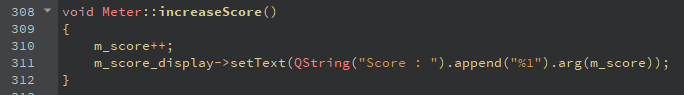 308 void Meter::increaseScore()
309 {
310 m_score++;
311 m_score_display->setText(QString("Score : ").append("%1").arg(m_score));
312 }